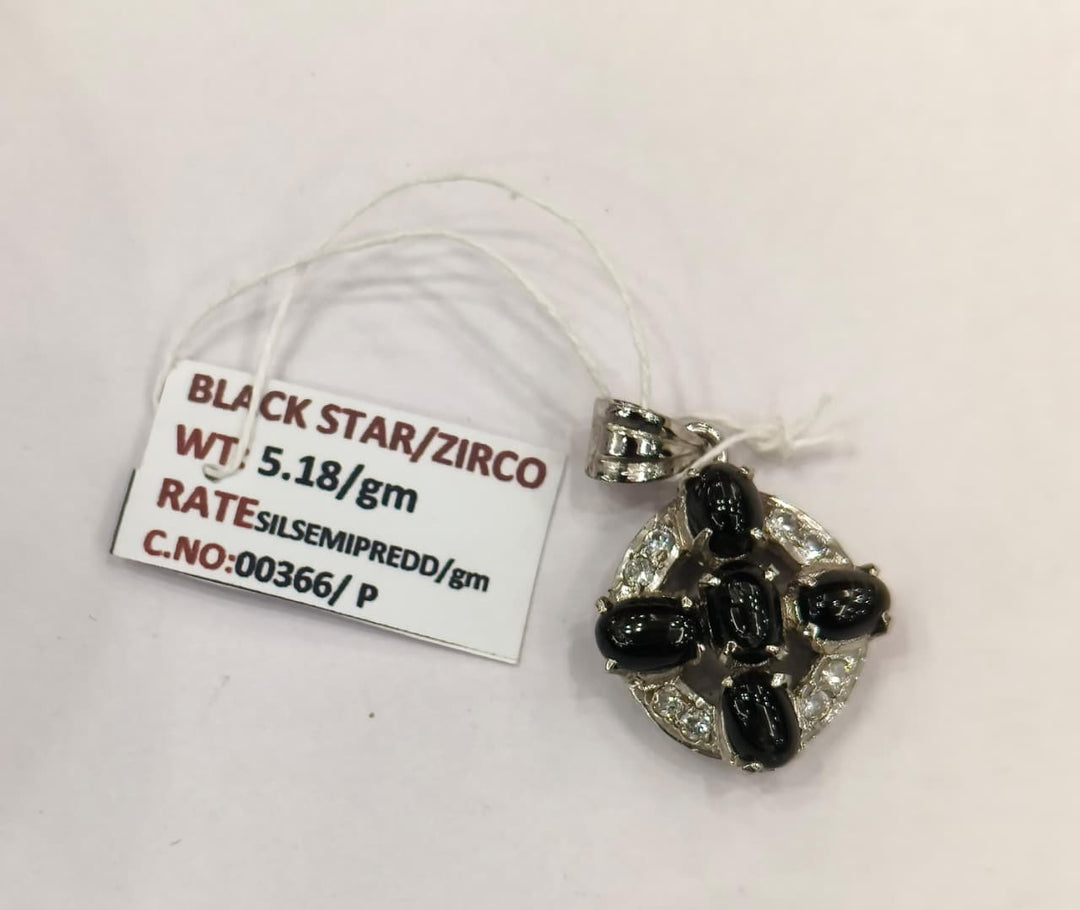 BLACK STAR/ZIRCO
WT: 5.18/gm
RATESILSEMIPREDD/gm
C.NO:00366/ P